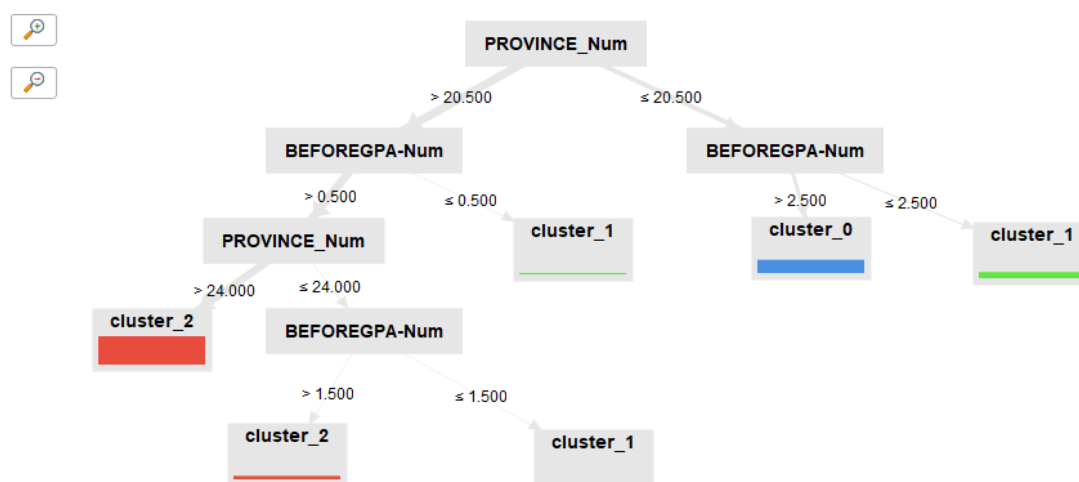 PROVINCE_Num
> 20.500
≤ 20.500
BEFOREGPA-Num
BEFOREGPA-Num
> 0.500
≤ 0.500
> 2.500
≤ 2.500
PROVINCE_Num
cluster_1
cluster_0
cluster_1
> 24.000
≤ 24.000
cluster_2
BEFOREGPA-Num
> 1.500
≤ 1.500
cluster_2
cluster_1